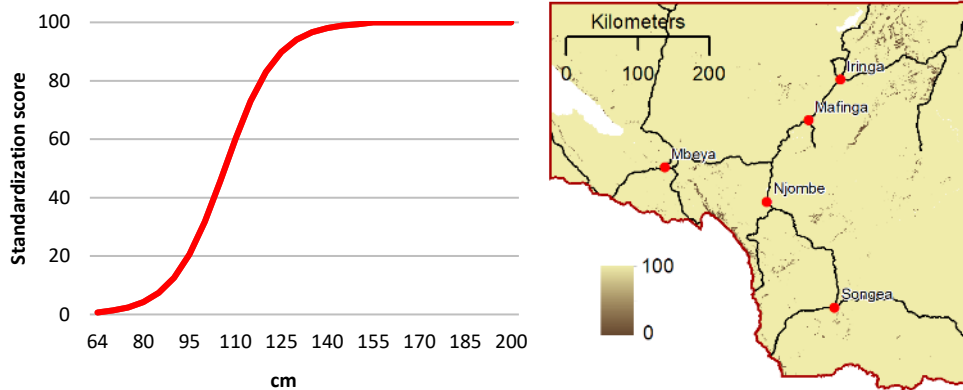 Standardization score
100
80
60
40
20
0
64 80 95 110 125 140 155 170 185 200
cm
Kilometers
0 100 200
Iringa
Mafinga
Mbeya
Njombe
100
0
Songea